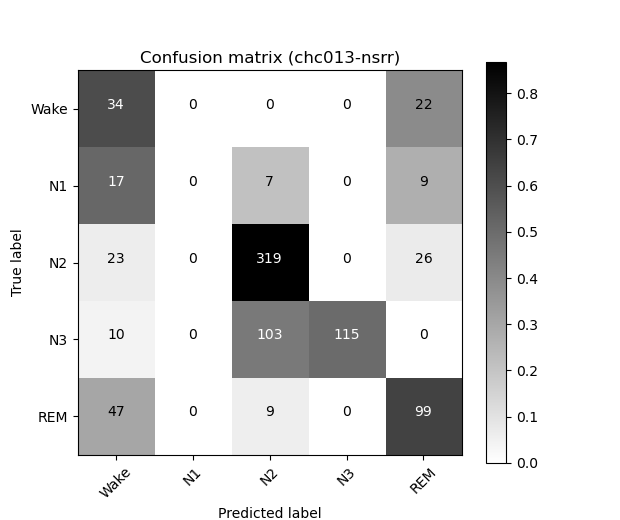 Confusion matrix (chc013-nsrr)
Wake 34 0 0 0 22
N1 17 0 7 0 9
N2 23 0 319 0 26
N3 10 0 103 115 0
REM 47 0 9 0 99
Wake N1 N2 N3 REM
Predicted label
True label
0.8
0.7
0.6
0.5
0.4
0.3
0.2
0.1
0.0